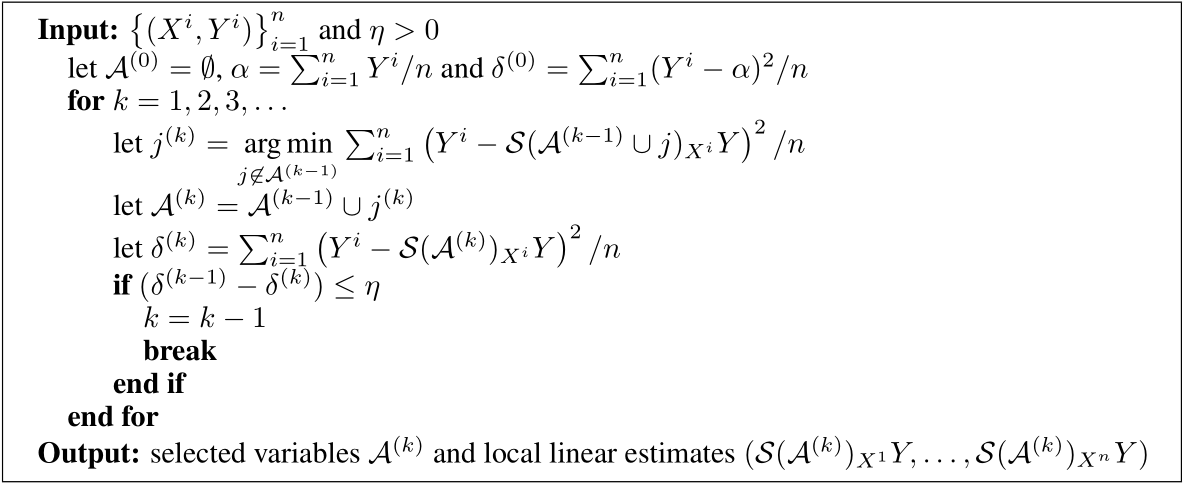 Input: {(X^i, Y^i)}_{i=1}^n and η > 0
let 𝒜^{(0)} = ∅, α = ∑_{i=1}^n Y^i/n and δ^{(0)} = ∑_{i=1}^n (Y^i − α)^2/n
for k = 1, 2, 3, . . .
let j^{(k)} = arg min_{j∉𝒜^{(k−1)}} ∑_{i=1}^n (Y^i − 𝒮(𝒜^{(k−1)} ∪ j)_{X^i} Y)^2 /n
let 𝒜^{(k)} = 𝒜^{(k−1)} ∪ j^{(k)}
let δ^{(k)} = ∑_{i=1}^n (Y^i − 𝒮(𝒜^{(k)})_{X^i} Y)^2 /n
if (δ^{(k−1)} − δ^{(k)}) ≤ η
k = k − 1
break
end if
end for
Output: selected variables 𝒜^{(k)} and local linear estimates (𝒮(𝒜^{(k)})_{X^1} Y, . . . , 𝒮(𝒜^{(k)})_{X^n} Y)